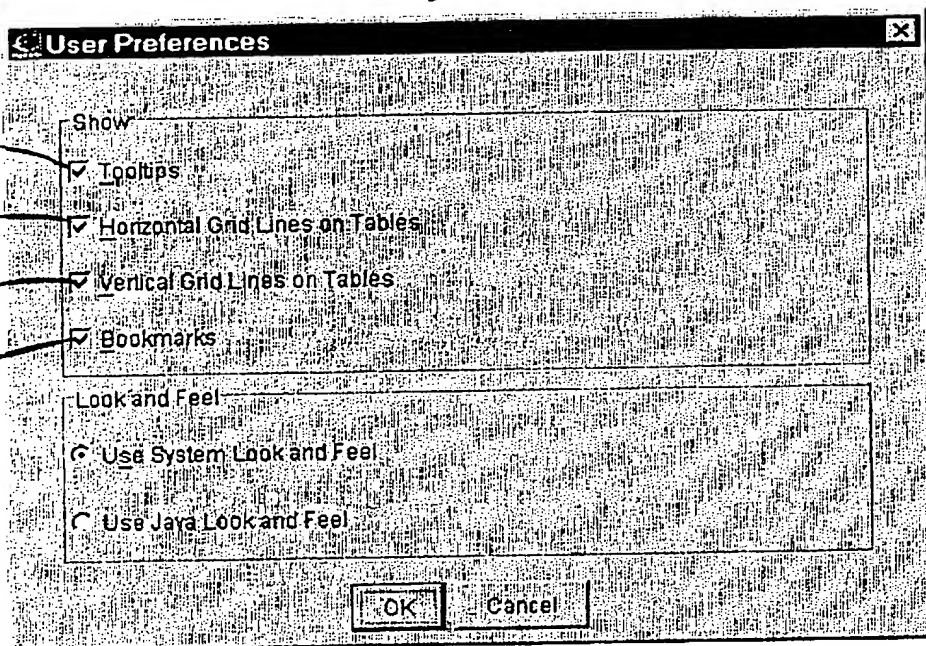 User Preferences
Show
Tooltips
Horizontal Grid Lines on Tables
Vertical Grid Lines on Tables
Bookmarks
Look and Feel
Use System Look and Feel
Use Java Look and Feel
OK
Cancel